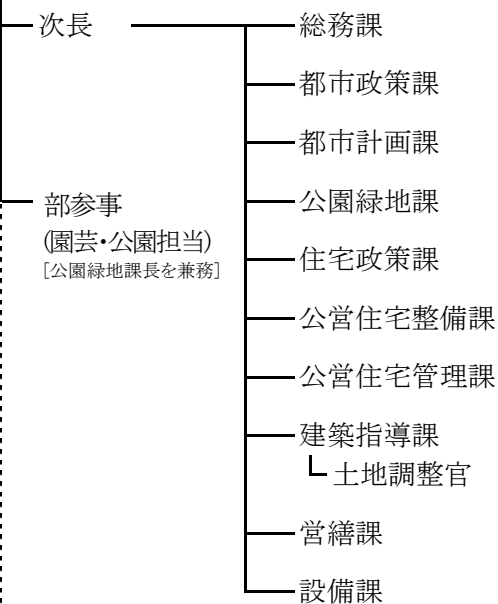 次長
総務課
都市政策課
都市計画課
部参事
(園芸・公園担当)
[公園緑地課長を兼務]
公園緑地課
住宅政策課
公営住宅整備課
公営住宅管理課
建築指導課
土地調整官
営繕課
設備課